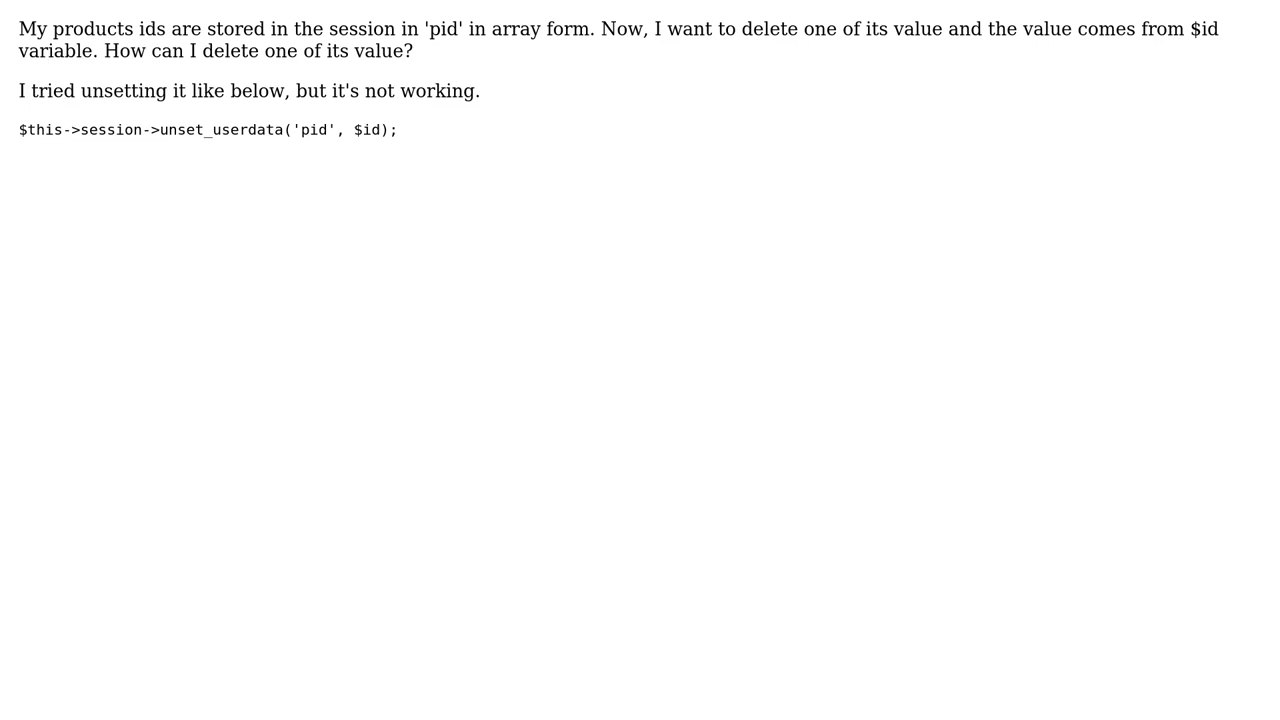 My products ids are stored in the session in 'pid' in array form. Now, I want to delete one of its value and the value comes from $id
variable. How can I delete one of its value?
I tried unsetting it like below, but it's not working.
$this->session->unset_userdata('pid', $id);